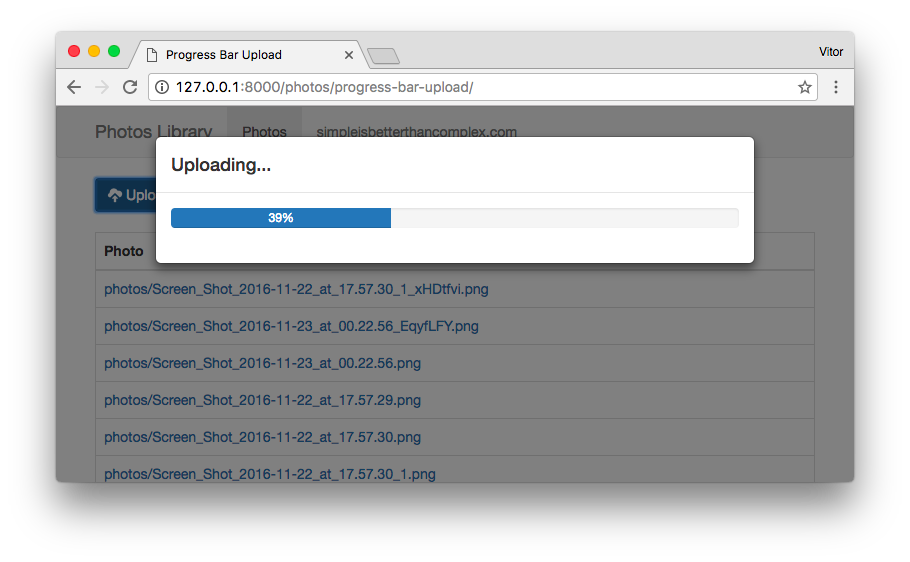 Progress Bar Upload
Vitor
127.0.0.1:8000/photos/progress-bar-upload/
Photos Library Photos simpleisbetterthancomplex.com
Uploading...
39%
Photo
photos/Screen_Shot_2016-11-22_at_17.57.30_1_xHDtfvi.png
photos/Screen_Shot_2016-11-23_at_00.22.56_EqyfLFY.png
photos/Screen_Shot_2016-11-23_at_00.22.56.png
photos/Screen_Shot_2016-11-22_at_17.57.29.png
photos/Screen_Shot_2016-11-22_at_17.57.30.png
photos/Screen_Shot_2016-11-22_at_17.57.30_1.png